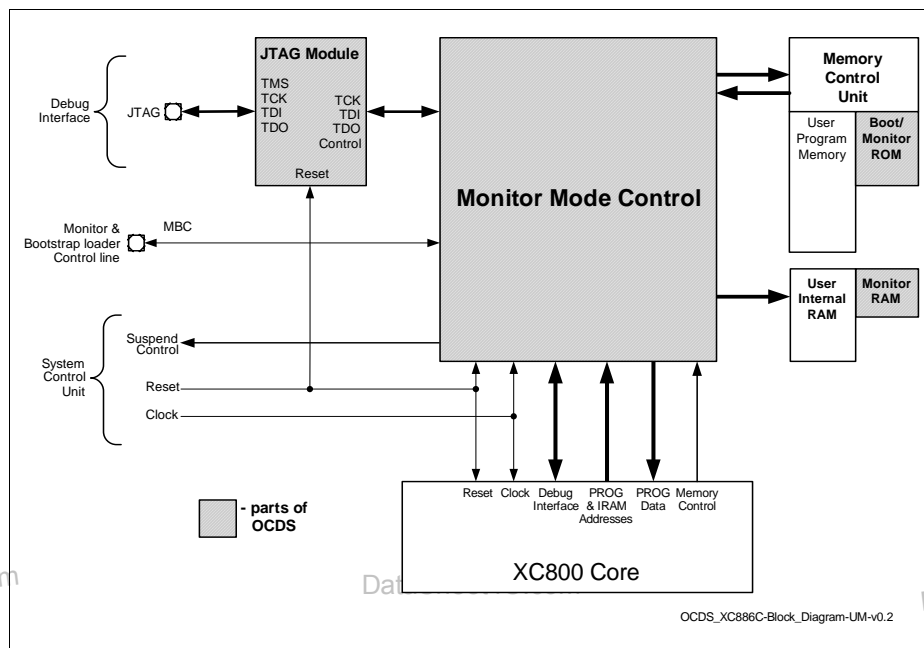 JTAG Module
TMS
TCK
TDI
TDO
TCK
TDI
TDO
Control
Reset
Debug
Interface
JTAG
Monitor Mode Control
Memory
Control
Unit
User
Program
Memory
Boot/
Monitor
ROM
Monitor &
Bootstrap loader
Control line
MBC
User
Internal
RAM
Monitor
RAM
System
Control
Unit
Suspend
Control
Reset
Clock
Reset
Clock
Debug
Interface
PROG
& IRAM
Addresses
PROG
Data
Memory
Control
- parts of
OCDS
XC800 Core
OCDS_XC886C-Block_Diagram-UM-v0.2